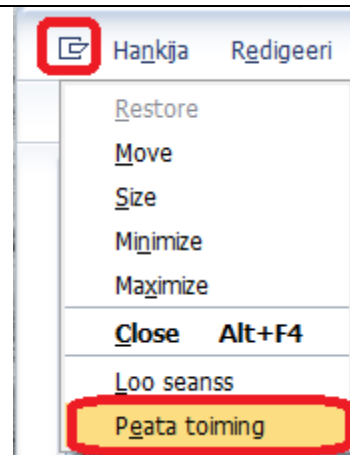 Hankija Redigeeri
Restore
Move
Size
Minimize
Maximize
Close Alt+F4
Loo seanss
Peata toiming